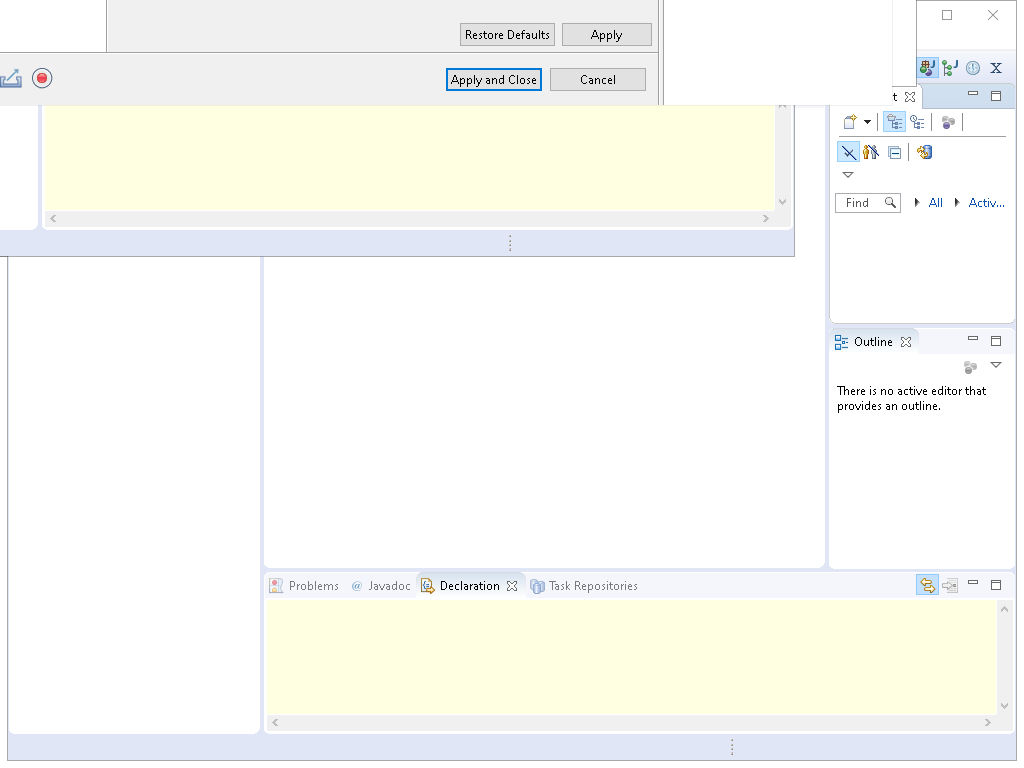 Restore Defaults Apply
Apply and Close Cancel
t
Find All Activ...
Outline
There is no active editor that
provides an outline.
Problems @ Javadoc Declaration Task Repositories